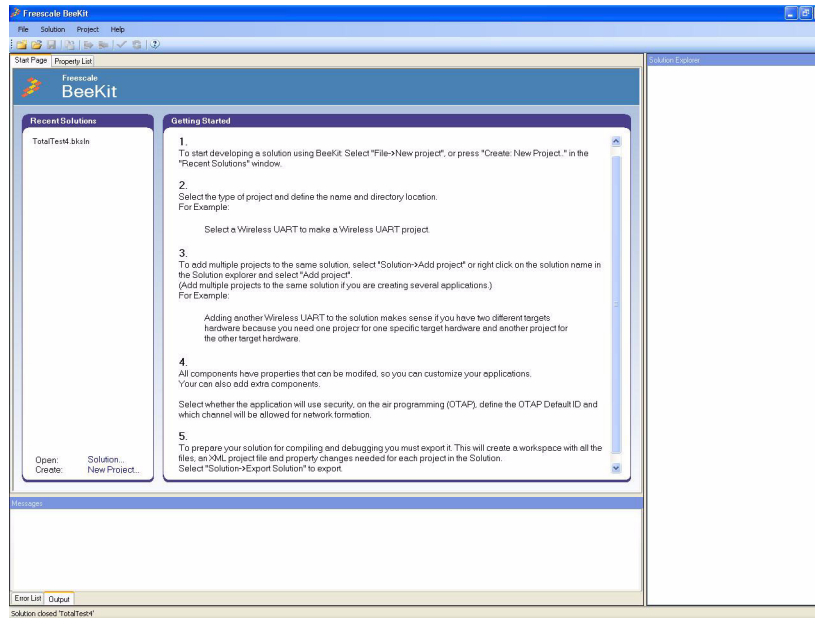 Freescale BeeKit
File Solution Project Help
Start Page Property List
Solution Explorer
Freescale
BeeKit
Recent Solutions
TotalTest4.bksln
Open: Solution...
Create: New Project..
Getting Started
1.
To start developing a solution using BeeKit. Select "File->New project", or press "Create: New Project.." in the
"Recent Solutions" window.
2.
Select the type of project and define the name and directory location.
For Example:
Select a Wireless UART to make a Wireless UART project.
3.
To add multiple projects to the same solution, select "Solution->Add project" or right click on the solution name in
the Solution explorer and select "Add project".
(Add multiple projects to the same solution if you are creating several applications.)
For Example:
Adding another Wireless UART to the solution makes sense if you have two different targets
hardware because you need one projecr for one specific target hardware and another project for
the other target hardware.
4.
All components have properties that can be modifed, so you can customize your applications.
Your can also add extra components.
Select whether the application will use security, on the air programming (OTAP), define the OTAP Default ID and
which channel will be allowed for network formation.
5.
To prepare your solution for compiling and debugging you must export it. This will create a workspace with all the
files, an XML project file and property changes needed for each project in the Solution.
Select "Solution->Export Solution" to export.
Messages
Error List Output
Solution closed 'TotalTest4'